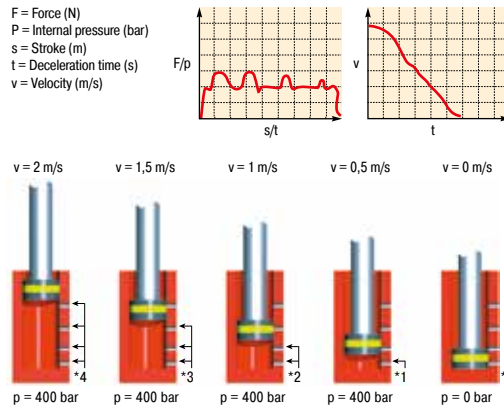 F = Force (N)
P = Internal pressure (bar)
s = Stroke (m)
t = Deceleration time (s)
v = Velocity (m/s)
F/p
s/t
v
t
v = 2 m/s v = 1,5 m/s v = 1 m/s v = 0,5 m/s v = 0 m/s
*4 *3 *2 *1
p = 400 bar p = 400 bar p = 400 bar p = 400 bar p = 0 bar